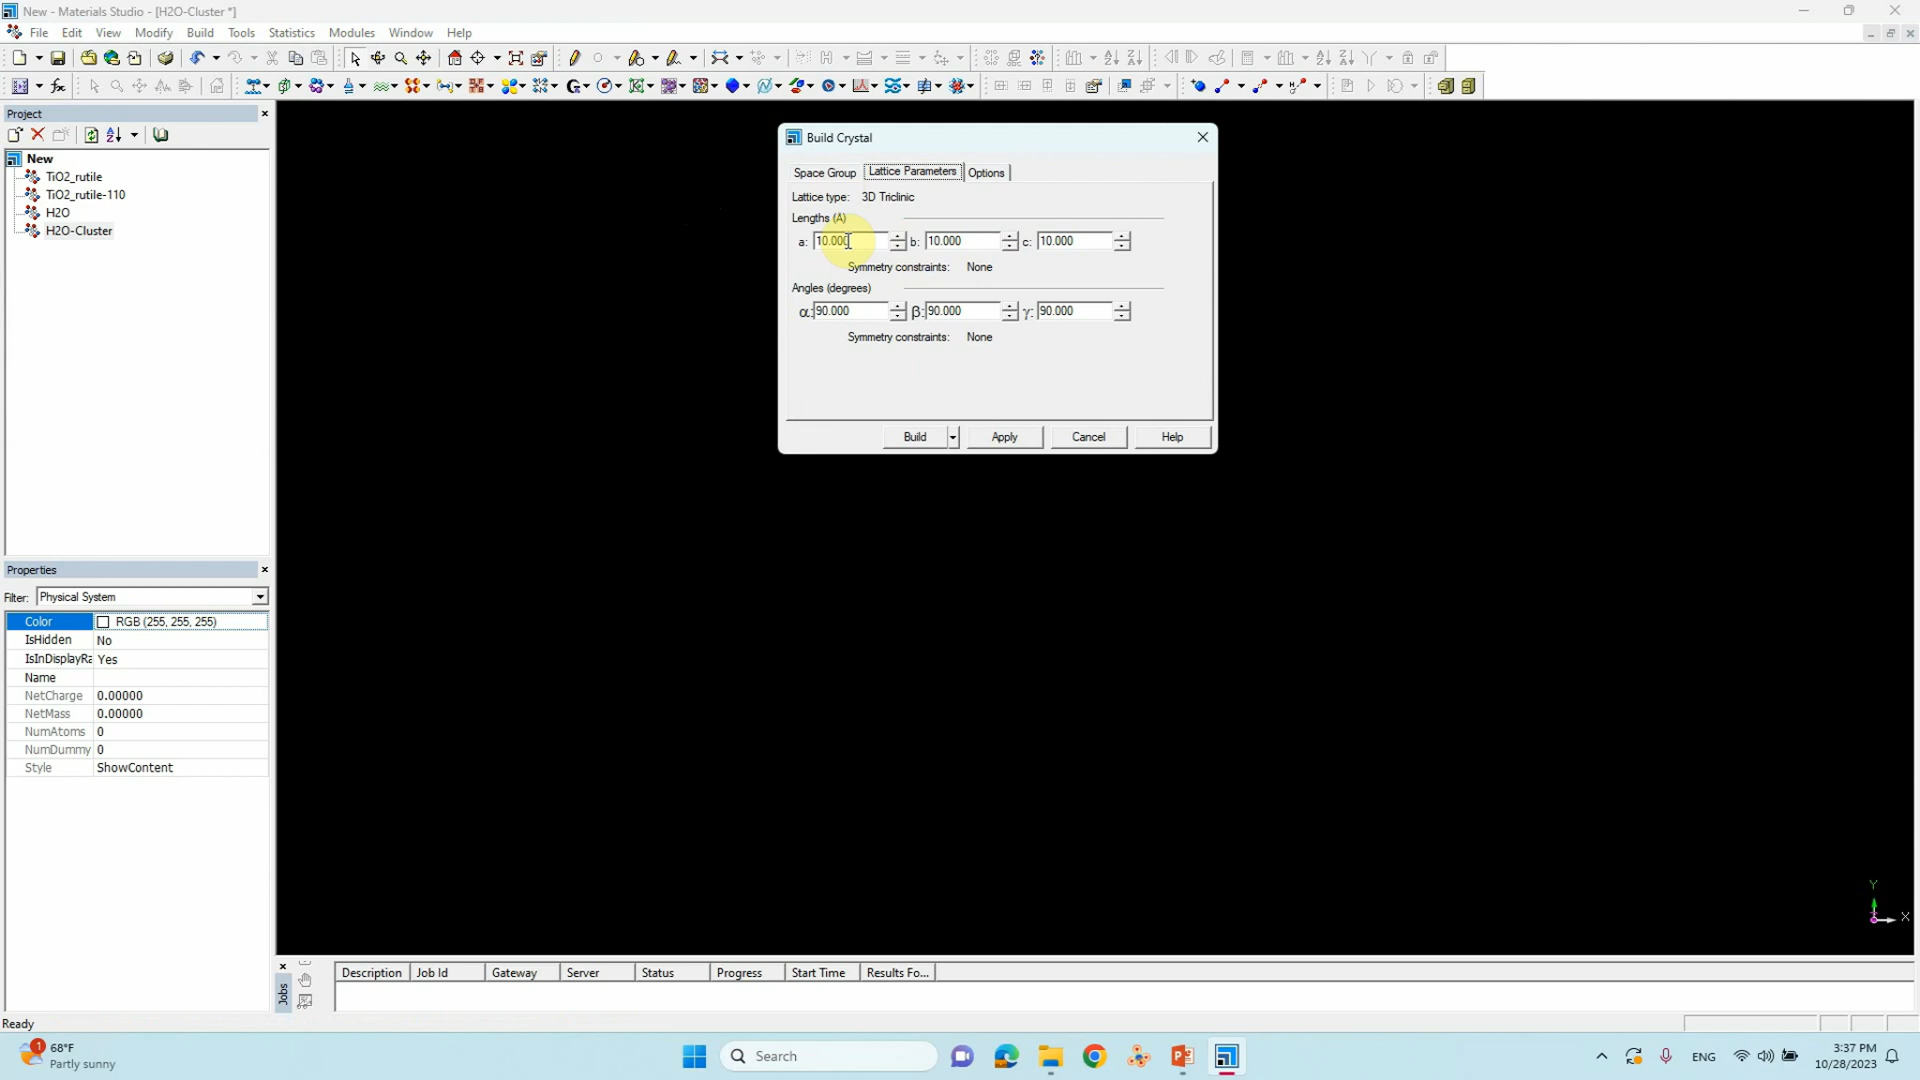 New - Materials Studio - [H2O-Cluster *]
File Edit View Modify Build Tools Statistics Modules Window Help
Project
New
TiO2_rutile
TiO2_rutile-110
H2O
H2O-Cluster
Build Crystal
Space Group Lattice Parameters Options
Lattice type: 3D Triclinic
Lengths (Å)
a: 10.000 b: 10.000 c: 10.000
Symmetry constraints: None
Angles (degrees)
α: 90.000 β: 90.000 γ: 90.000
Symmetry constraints: None
Build Apply Cancel Help
Properties
Filter: Physical System
Color RGB (255, 255, 255)
IsHidden No
IsInDisplayRa Yes
Name
NetCharge 0.00000
NetMass 0.00000
NumAtoms 0
NumDummy 0
Style ShowContent
Y
X
Jobs
Description Job Id Gateway Server Status Progress Start Time Results Fo...
Ready
1
68°F
Partly sunny
Search
ENG
3:37 PM
10/28/2023